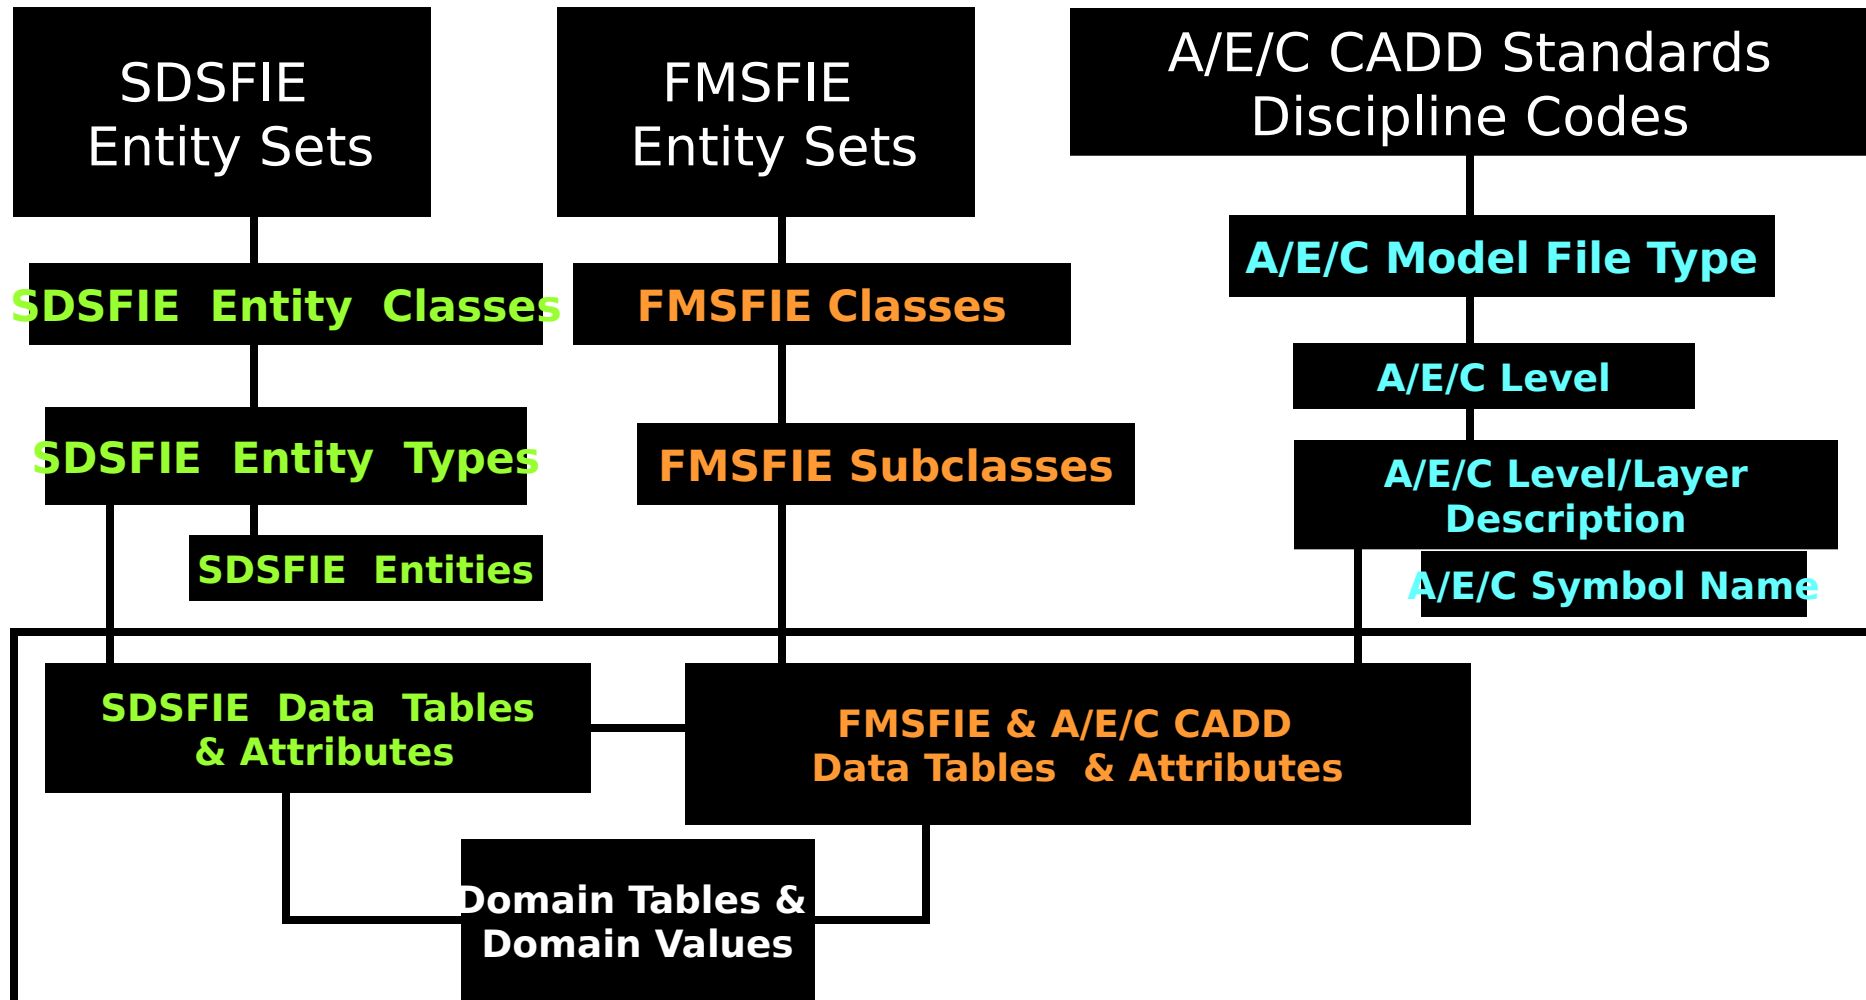 SDSFIE
Entity Sets
FMSFIE
Entity Sets
A/E/C CADD Standards
Discipline Codes
SDSFIE Entity Classes
FMSFIE Classes
A/E/C Model File Type
A/E/C Level
SDSFIE Entity Types
FMSFIE Subclasses
A/E/C Level/Layer
Description
SDSFIE Entities
A/E/C Symbol Name
SDSFIE Data Tables
& Attributes
FMSFIE & A/E/C CADD
Data Tables & Attributes
Domain Tables &
Domain Values